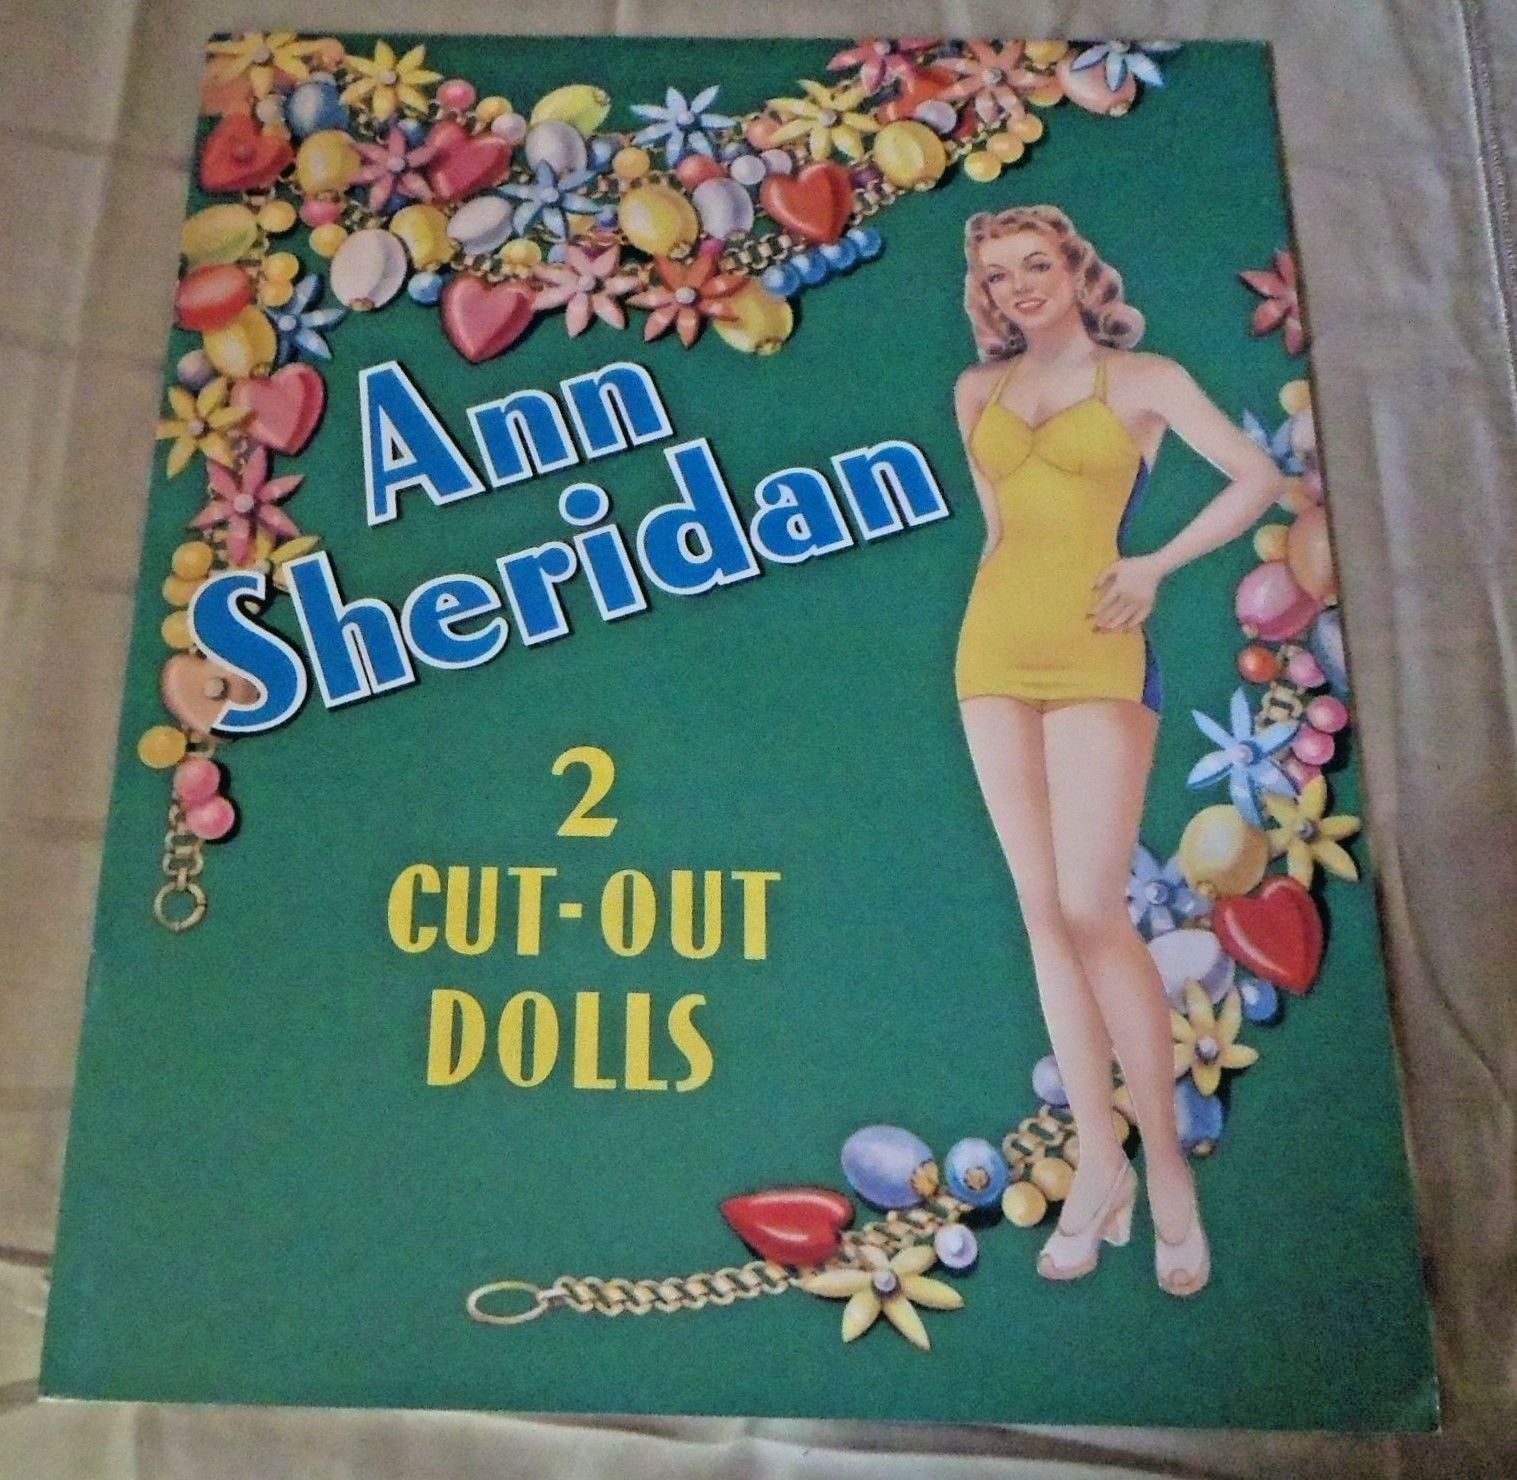 Ann
Sheridan
2
CUT-OUT
DOLLS